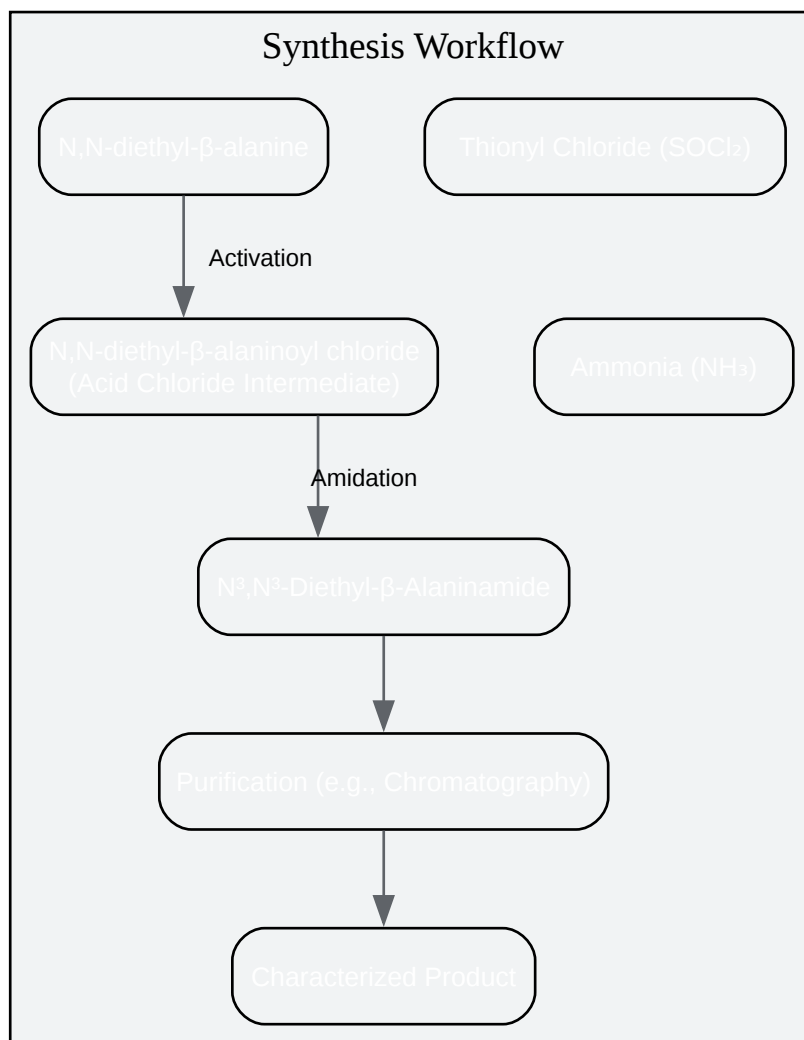 Synthesis Workflow
N,N-diethyl-β-alanine
Thionyl Chloride (SOCl₂)
Activation
N,N-diethyl-β-alaninoyl chloride
(Acid Chloride Intermediate)
Ammonia (NH₃)
Amidation
N³,N³-Diethyl-β-Alaninamide
Purification (e.g., Chromatography)
Characterized Product